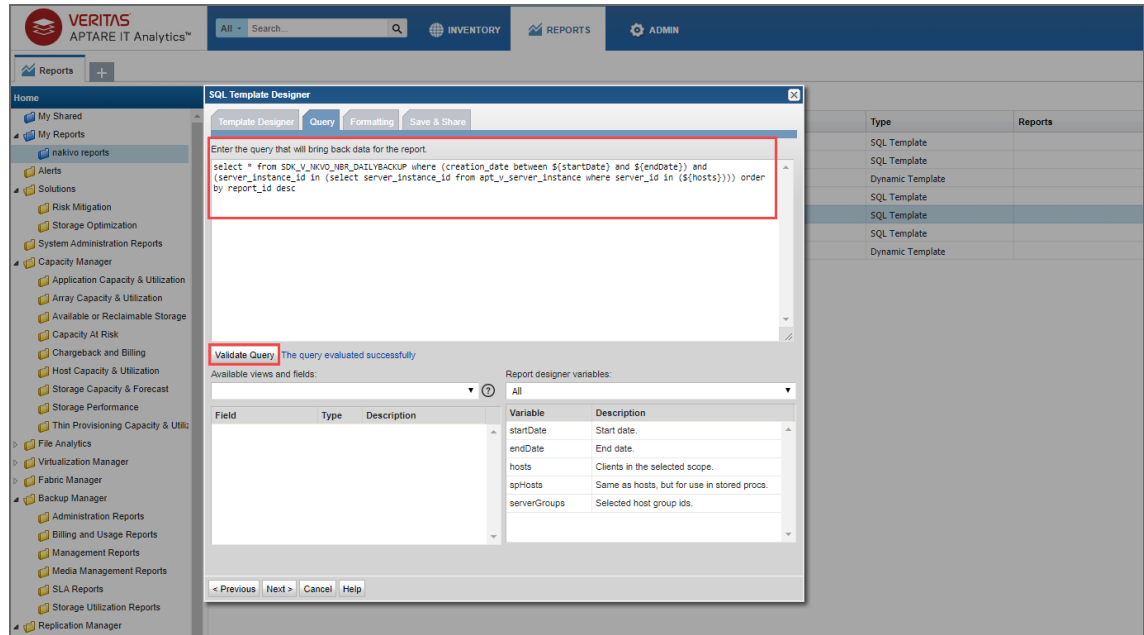 VERITAS
APTARE IT Analytics™
All
Search...
INVENTORY
REPORTS
ADMIN
Reports
+
Home
My Shared
My Reports
nakivo reports
Alerts
Solutions
Risk Mitigation
Storage Optimization
System Administration Reports
Capacity Manager
Application Capacity & Utilization
Array Capacity & Utilization
Available or Reclaimable Storage
Capacity At Risk
Chargeback and Billing
Host Capacity & Utilization
Storage Capacity & Forecast
Storage Performance
Thin Provisioning Capacity & Utiliz
File Analytics
Virtualization Manager
Fabric Manager
Backup Manager
Administration Reports
Billing and Usage Reports
Management Reports
Media Management Reports
SLA Reports
Storage Utilization Reports
Replication Manager
SQL Template Designer
Template Designer
Query
Formatting
Save & Share
Enter the query that will bring back data for the report.
select * from SDK_V_NKVO_NBR_DAILYBACKUP where (creation_date between ${startDate} and ${endDate}) and
(server_instance_id in (select server_instance_id from apt_v_server_instance where server_id in (${hosts}))) order
by report_id desc
Validate Query
The query evaluated successfully
Available views and fields:
?
Field Type Description
Report designer variables:
All
Variable Description
startDate Start date.
endDate End date.
hosts Clients in the selected scope.
spHosts Same as hosts, but for use in stored procs.
serverGroups Selected host group ids.
< Previous
Next >
Cancel
Help
Type Reports
SQL Template
SQL Template
Dynamic Template
SQL Template
SQL Template
SQL Template
Dynamic Template